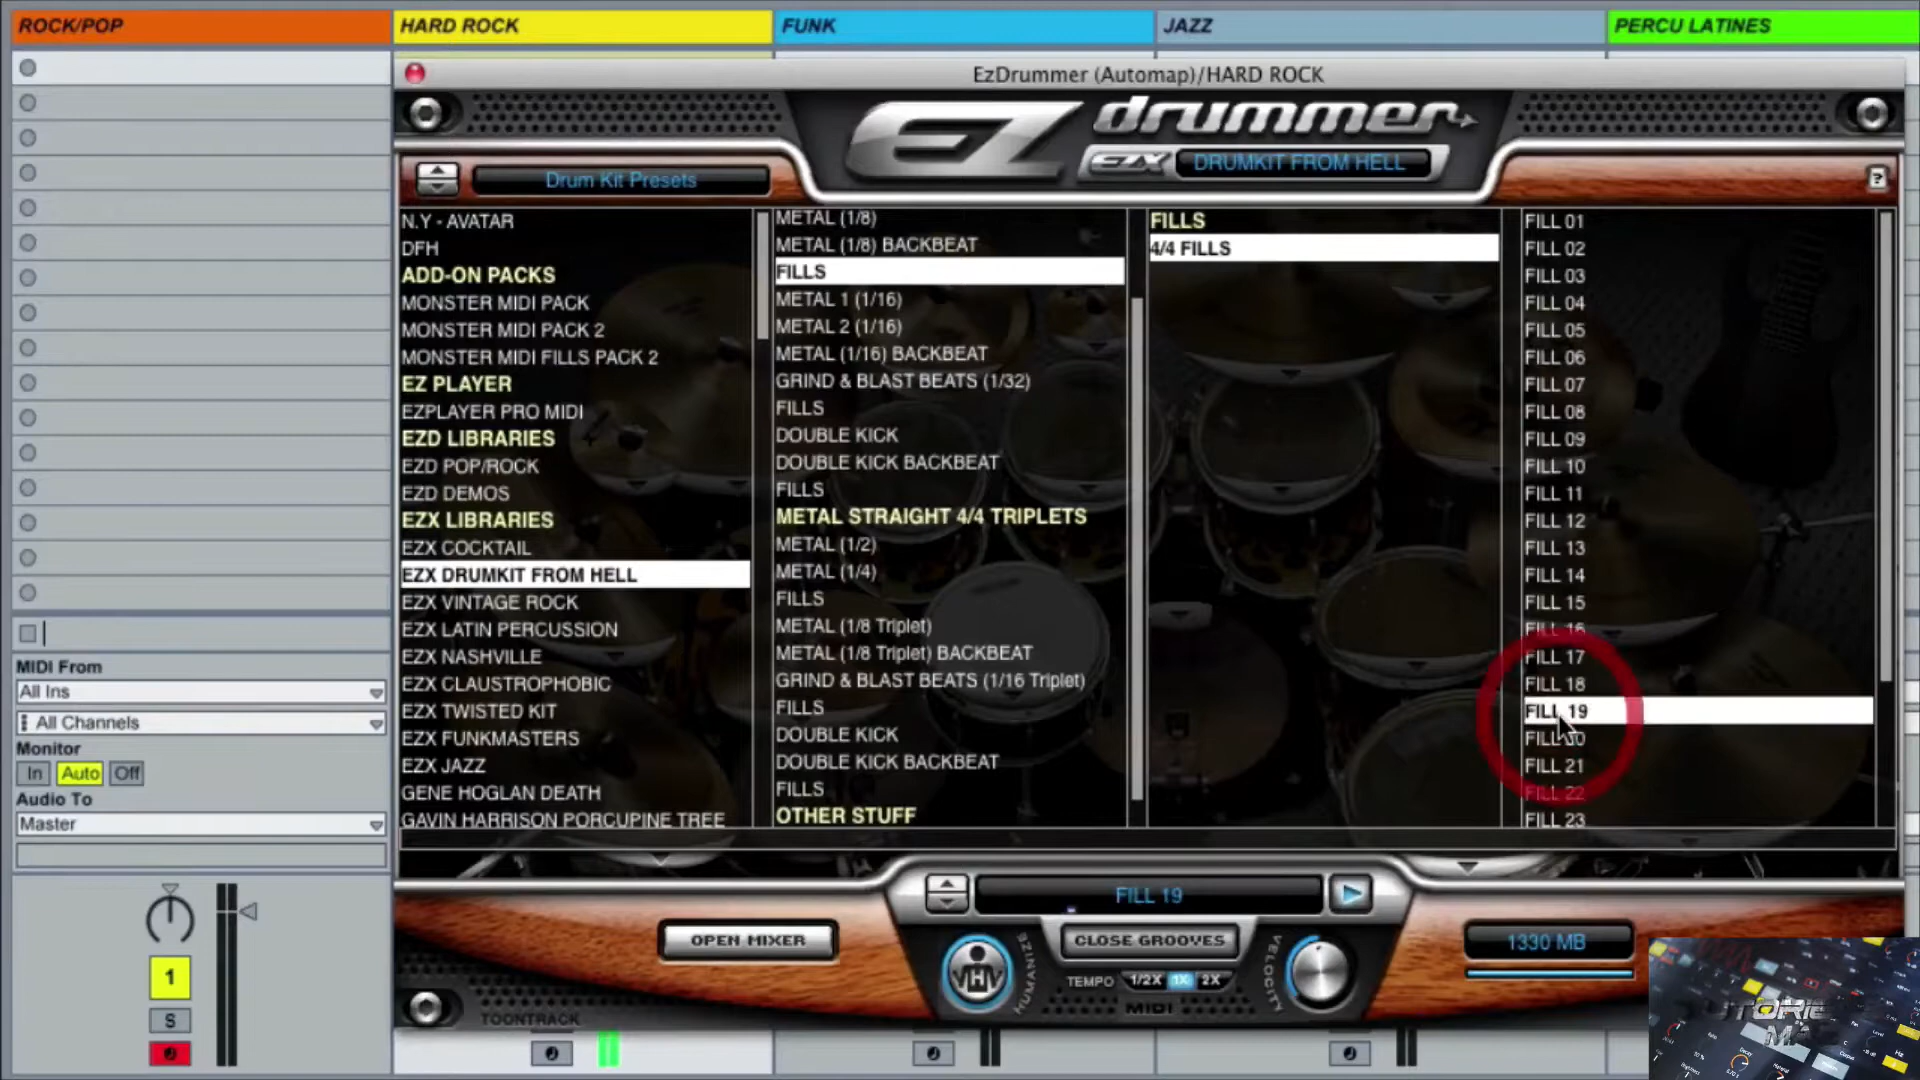 ROCK/POP
HARD ROCK
FUNK
JAZZ
PERCU LATINES
EzDrummer (Automap)/HARD ROCK
EZ drummer
EZX DRUMKIT FROM HELL
Drum Kit Presets
?
N.Y - AVATAR
DFH
ADD-ON PACKS
MONSTER MIDI PACK
MONSTER MIDI PACK 2
MONSTER MIDI FILLS PACK 2
EZ PLAYER
EZPLAYER PRO MIDI
EZD LIBRARIES
EZD POP/ROCK
EZD DEMOS
EZX LIBRARIES
EZX COCKTAIL
EZX DRUMKIT FROM HELL
EZX VINTAGE ROCK
EZX LATIN PERCUSSION
EZX NASHVILLE
EZX CLAUSTROPHOBIC
EZX TWISTED KIT
EZX FUNKMASTERS
EZX JAZZ
GENE HOGLAN DEATH
GAVIN HARRISON PORCUPINE TREE
METAL (1/8)
METAL (1/8) BACKBEAT
FILLS
METAL 1 (1/16)
METAL 2 (1/16)
METAL (1/16) BACKBEAT
GRIND & BLAST BEATS (1/32)
FILLS
DOUBLE KICK
DOUBLE KICK BACKBEAT
FILLS
METAL STRAIGHT 4/4 TRIPLETS
METAL (1/2)
METAL (1/4)
FILLS
METAL (1/8 Triplet)
METAL (1/8 Triplet) BACKBEAT
GRIND & BLAST BEATS (1/16 Triplet)
FILLS
DOUBLE KICK
DOUBLE KICK BACKBEAT
FILLS
OTHER STUFF
FILLS
4/4 FILLS
FILL 01
FILL 02
FILL 03
FILL 04
FILL 05
FILL 06
FILL 07
FILL 08
FILL 09
FILL 10
FILL 11
FILL 12
FILL 13
FILL 14
FILL 15
FILL 16
FILL 17
FILL 18
FILL 19
FILL 20
FILL 21
FILL 22
FILL 23
MIDI From
All Ins
All Channels
Monitor
In Auto Off
Audio To
Master
1
S
FILL 19
OPEN MIXER
HUMANIZE
CLOSE GROOVES
VELOCITY
TEMPO 1/2X 1X 2X
MIDI
1330 MB
TOONTRACK